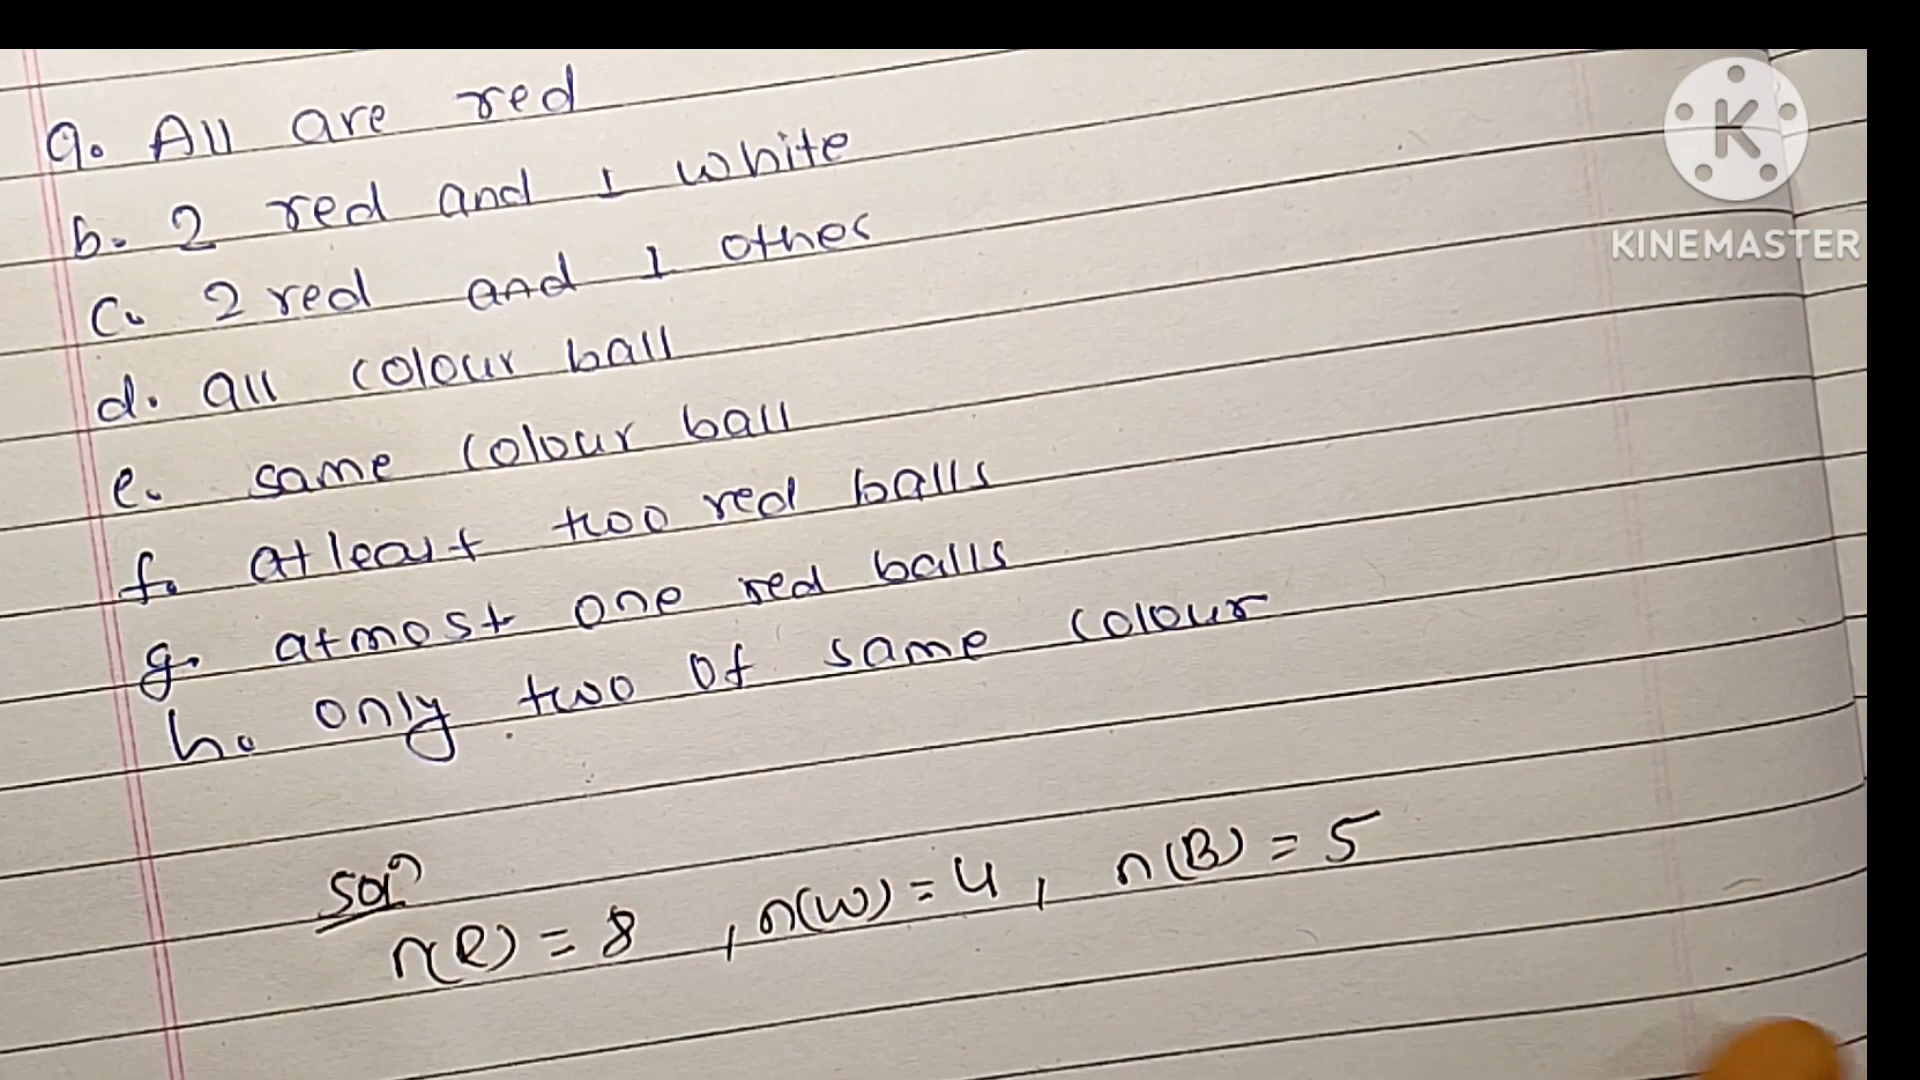 a. All are red
b. 2 red and 1 white
c. 2 red and 1 other
d. all colour ball
e. same colour ball
f. atleast two red balls
g. atmost one red balls
h. only two of same colour
Solⁿ
n(R) = 8 , n(W) = 4 , n(B) = 5
K
KINEMASTER